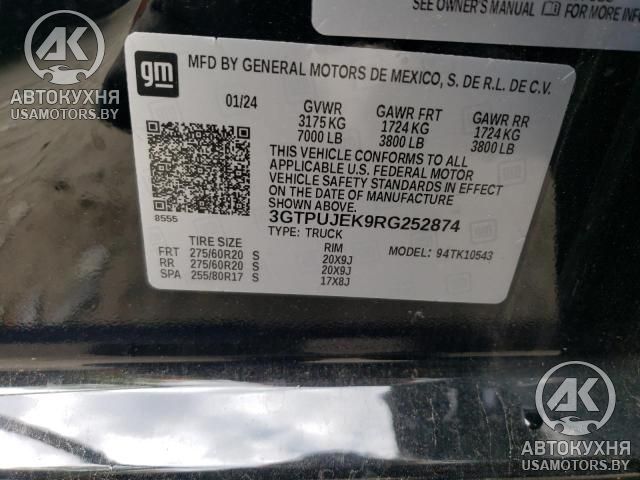 SEE OWNER'S MANUAL FOR MORE INFO
gm
MFD BY GENERAL MOTORS DE MEXICO, S. DE R.L. DE C.V.
01/24 GVWR GAWR FRT GAWR RR
3175 KG 1724 KG 1724 KG
7000 LB 3800 LB 3800 LB
THIS VEHICLE CONFORMS TO ALL
APPLICABLE U.S. FEDERAL MOTOR
VEHICLE SAFETY STANDARDS IN EFFECT
ON THE DATE OF MANUFACTURE SHOWN ABOVE.
8555
3GTPUJEK9RG252874
TYPE: TRUCK
TIRE SIZE RIM MODEL: 94TK10543
FRT 275/60R20 S 20X9J
RR 275/60R20 S 20X9J
SPA 255/80R17 S 17X8J
АК
АВТОКУХНЯ
USAMOTORS.BY
АК
АВТОКУХНЯ
USAMOTORS.BY